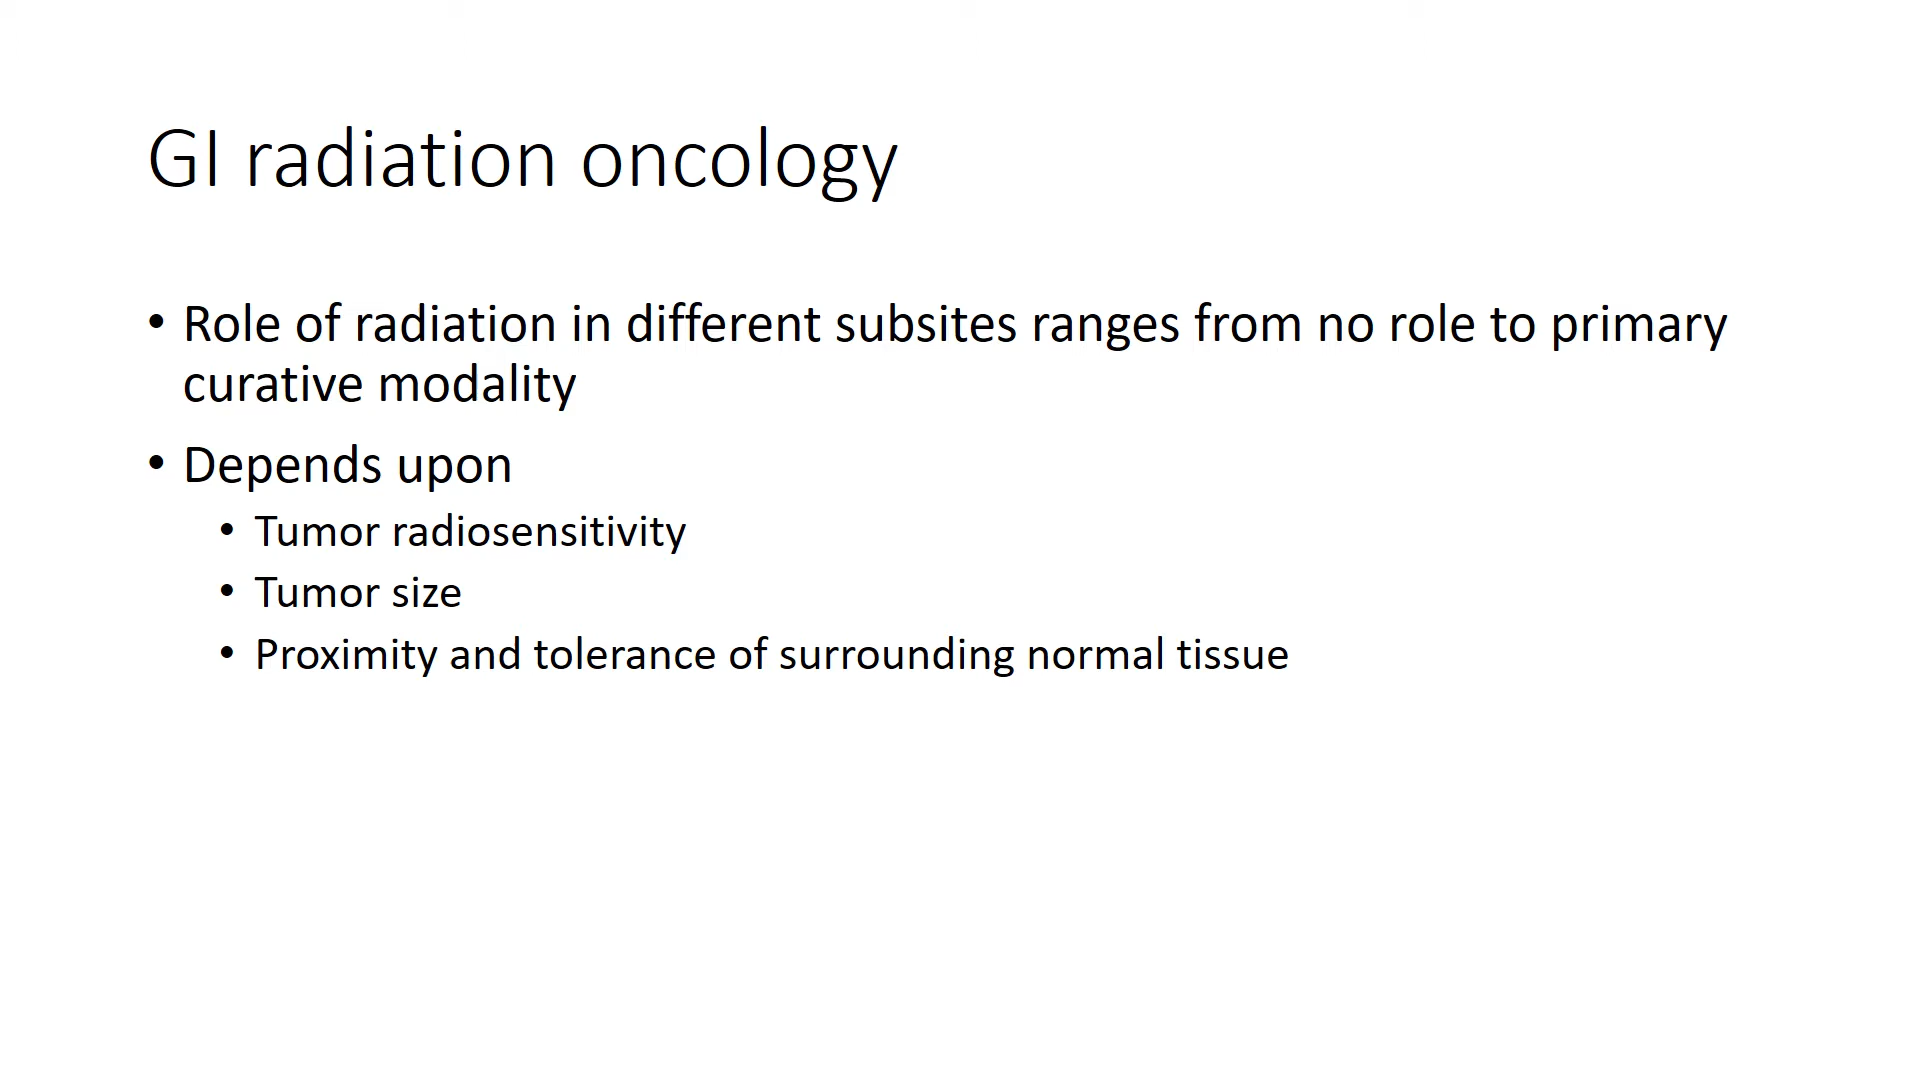 GI radiation oncology
• Role of radiation in different subsites ranges from no role to primary
curative modality
• Depends upon
• Tumor radiosensitivity
• Tumor size
• Proximity and tolerance of surrounding normal tissue